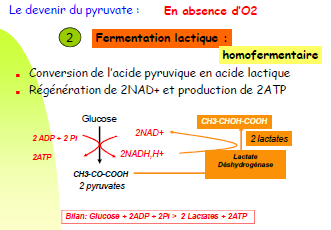 Le devenir du pyruvate :
En absence d'O2
2
Fermentation lactique :
homofermentaire
Conversion de l'acide pyruvique en acide lactique
Régénération de 2NAD+ et production de 2ATP
Glucose
CH3-CHOH-COOH
2NAD+
2 ADP + 2 Pi
2 lactates
2ATP
2NADH,H+
Lactate
Déshydrogénase
CH3-CO-COOH
2 pyruvates
Bilan: Glucose + 2ADP + 2Pi > 2 Lactates + 2ATP